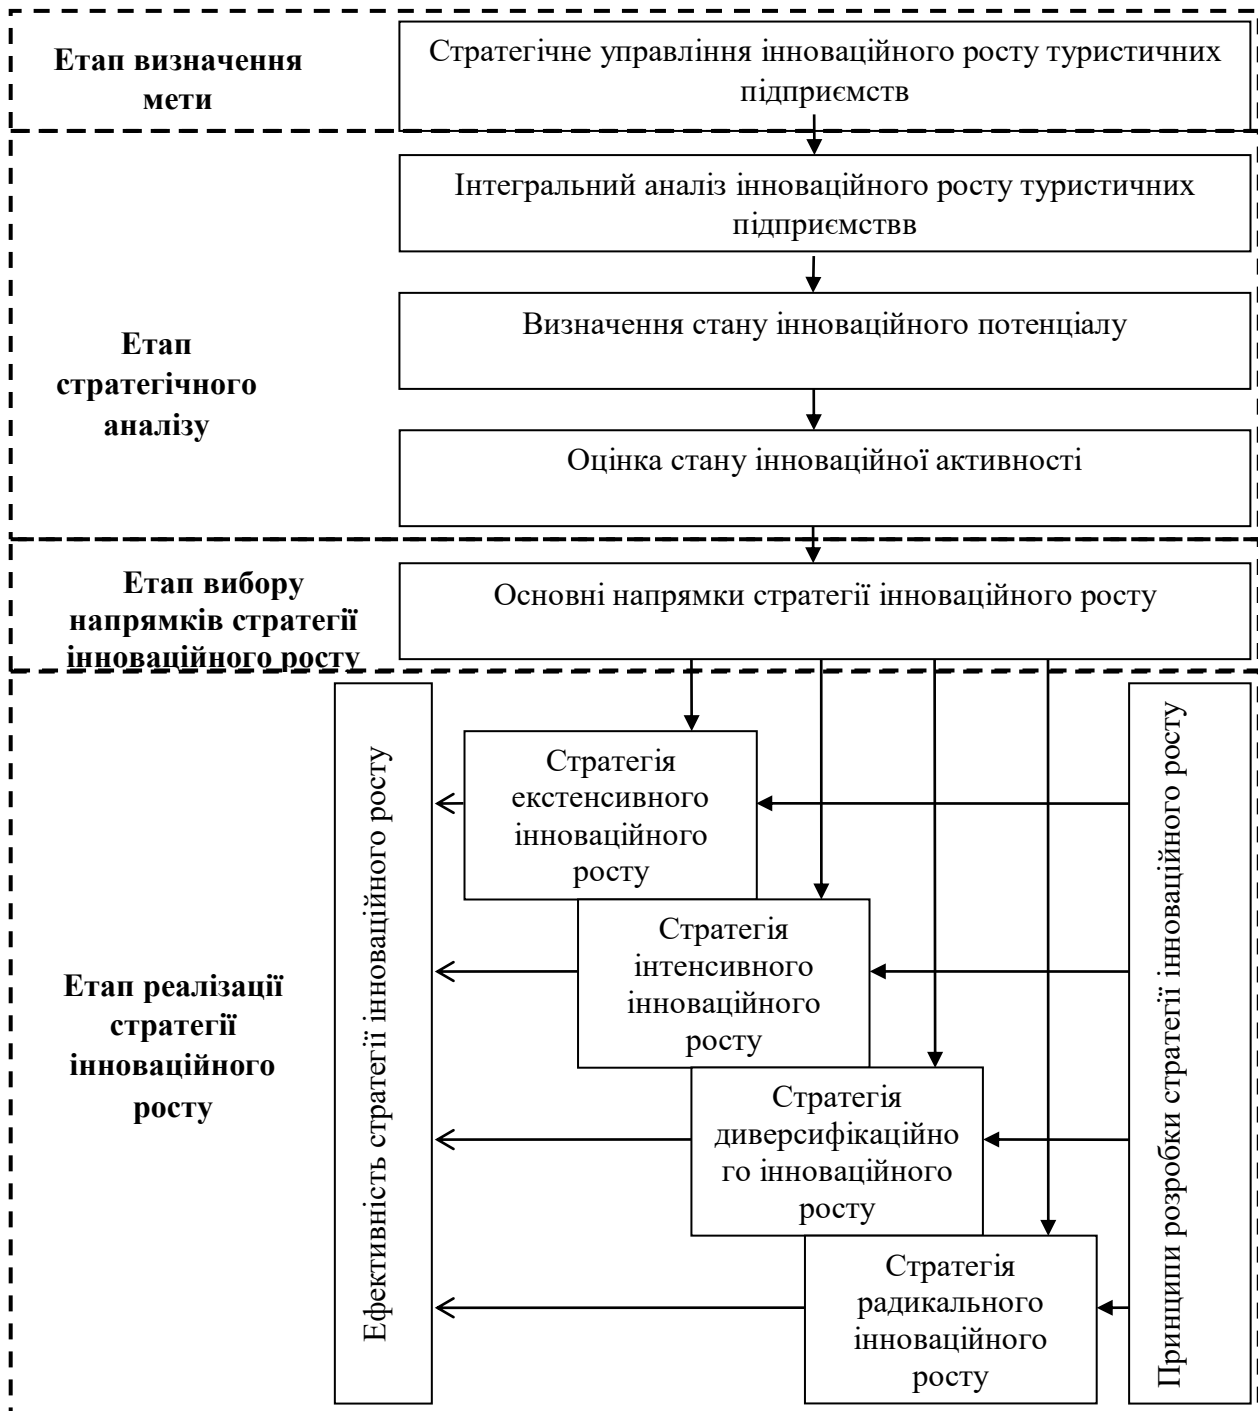 Етап визначення
мети
Стратегічне управління інноваційного росту туристичних
підприємств
Інтегральний аналіз інноваційного росту туристичних
підприємствв
Етап
стратегічного
аналізу
Визначення стану інноваційного потенціалу
Оцінка стану інноваційної активності
Етап вибору
напрямків стратегії
інноваційного росту
Основні напрямки стратегії інноваційного росту
Етап реалізації
стратегії
інноваційного
росту
Ефективність стратегії інноваційного росту
Стратегія
екстенсивного
інноваційного
росту
Стратегія
інтенсивного
інноваційного
росту
Стратегія
диверсифікаційно
го інноваційного
росту
Стратегія
радикального
інноваційного
росту
Принципи розробки стратегії інноваційного росту